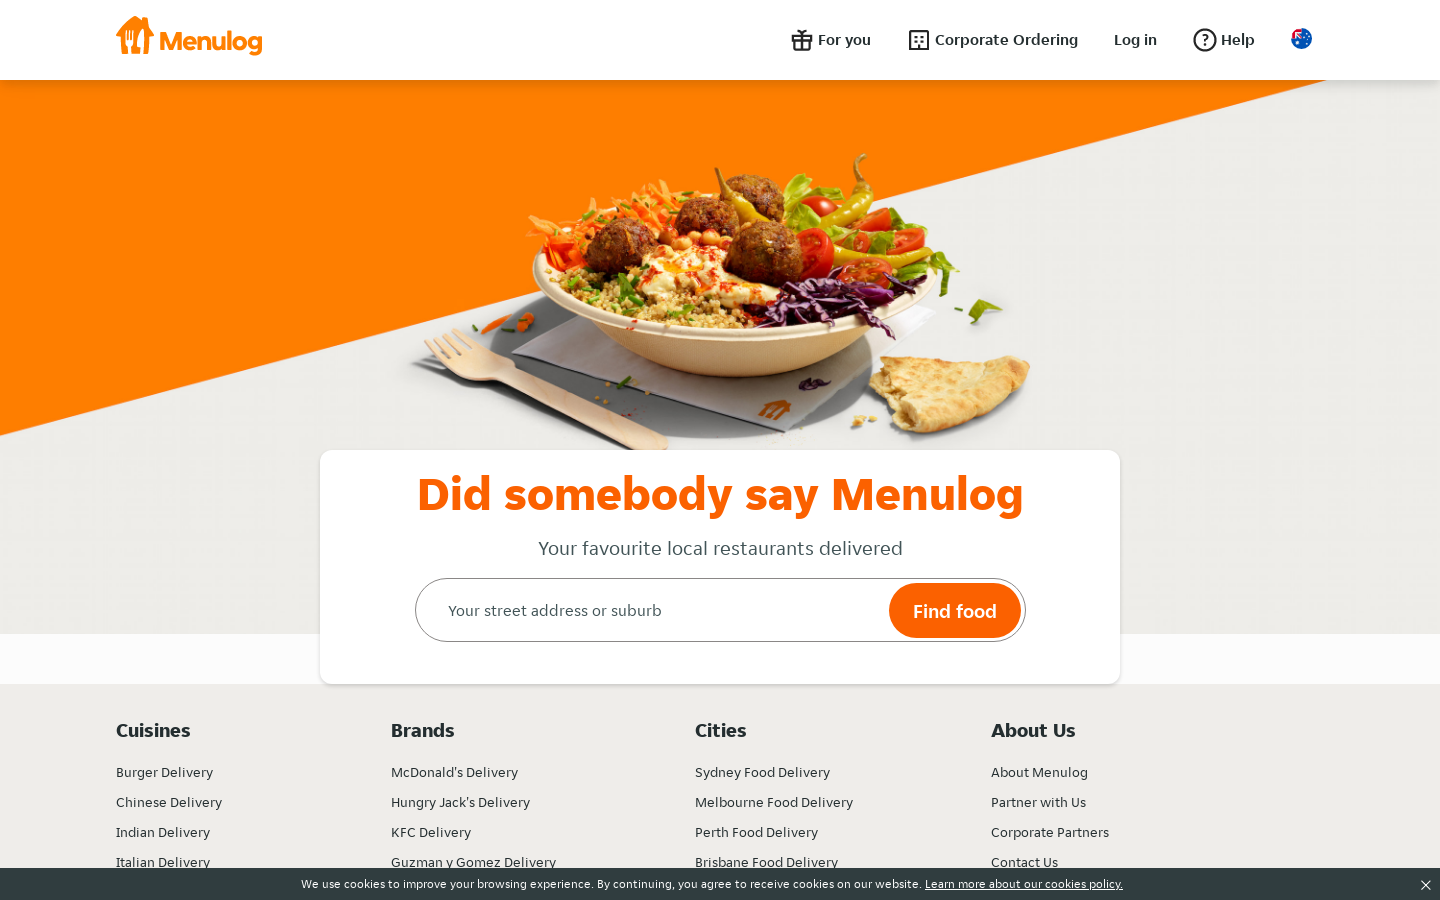 Menulog
For you
Corporate Ordering
Log in
Help
Did somebody say Menulog
Your favourite local restaurants delivered
Your street address or suburb
Find food
Cuisines
Burger Delivery
Chinese Delivery
Indian Delivery
Italian Delivery
Brands
McDonald's Delivery
Hungry Jack's Delivery
KFC Delivery
Guzman y Gomez Delivery
Cities
Sydney Food Delivery
Melbourne Food Delivery
Perth Food Delivery
Brisbane Food Delivery
About Us
About Menulog
Partner with Us
Corporate Partners
Contact Us
We use cookies to improve your browsing experience. By continuing, you agree to receive cookies on our website. Learn more about our cookies policy.